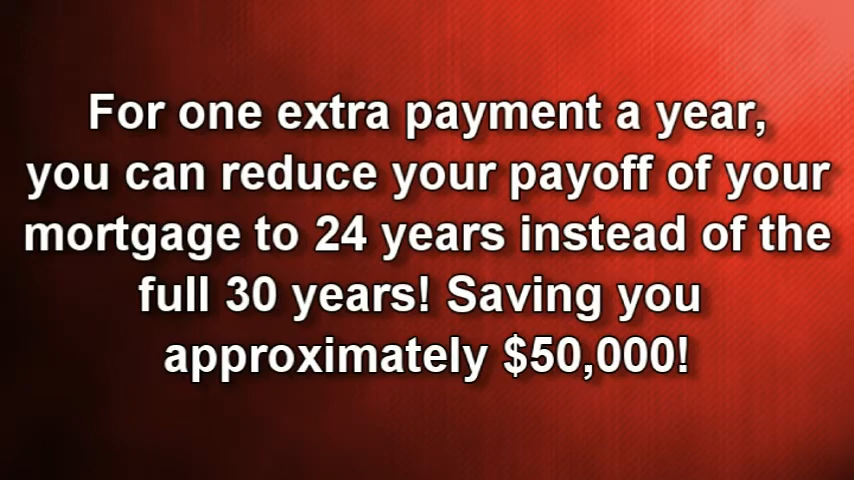 For one extra payment a year,
you can reduce your payoff of your
mortgage to 24 years instead of the
full 30 years! Saving you
approximately $50,000!